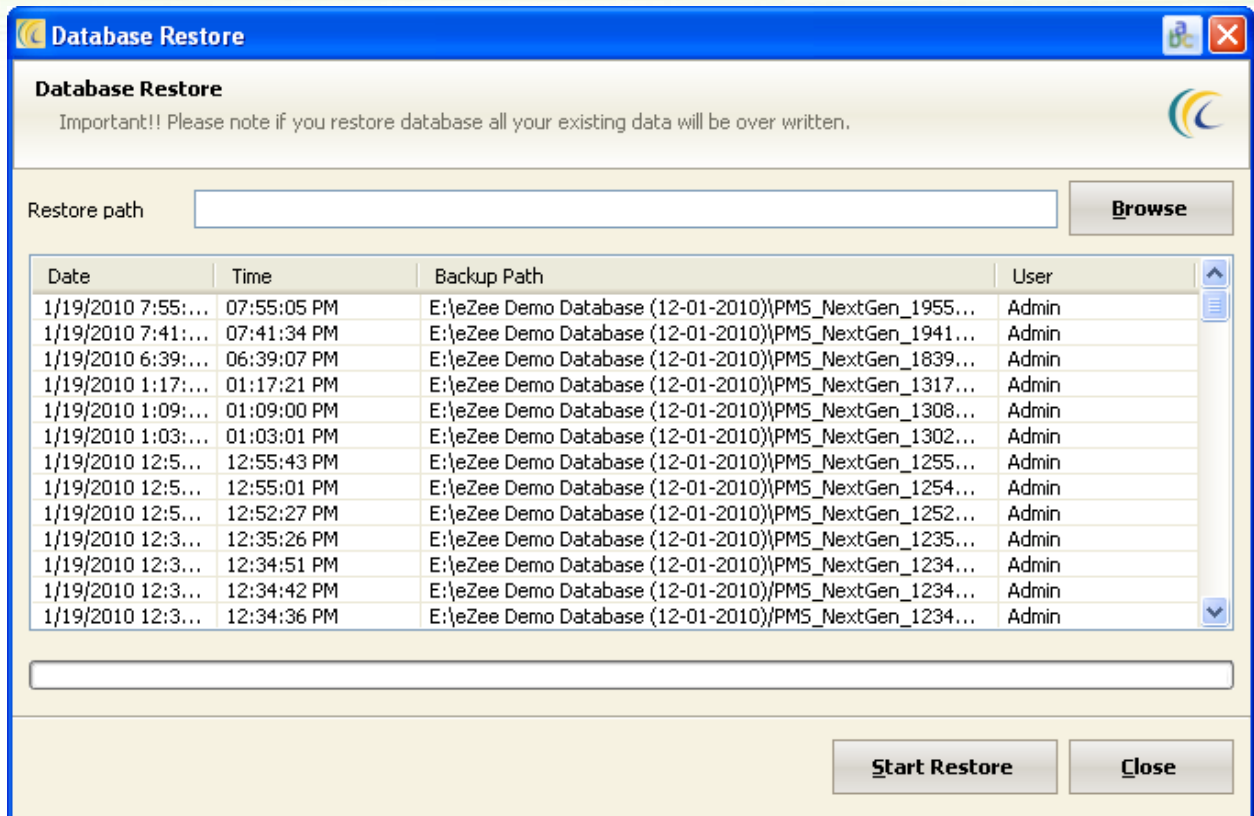 Database Restore
Database Restore
Important!! Please note if you restore database all your existing data will be over written.
Restore path Browse
Date Time Backup Path User
1/19/2010 7:55:... 07:55:05 PM E:\eZee Demo Database (12-01-2010)\PMS_NextGen_1955... Admin
1/19/2010 7:41:... 07:41:34 PM E:\eZee Demo Database (12-01-2010)\PMS_NextGen_1941... Admin
1/19/2010 6:39:... 06:39:07 PM E:\eZee Demo Database (12-01-2010)\PMS_NextGen_1839... Admin
1/19/2010 1:17:... 01:17:21 PM E:\eZee Demo Database (12-01-2010)\PMS_NextGen_1317... Admin
1/19/2010 1:09:... 01:09:00 PM E:\eZee Demo Database (12-01-2010)\PMS_NextGen_1308... Admin
1/19/2010 1:03:... 01:03:01 PM E:\eZee Demo Database (12-01-2010)\PMS_NextGen_1302... Admin
1/19/2010 12:5... 12:55:43 PM E:\eZee Demo Database (12-01-2010)\PMS_NextGen_1255... Admin
1/19/2010 12:5... 12:55:01 PM E:\eZee Demo Database (12-01-2010)\PMS_NextGen_1254... Admin
1/19/2010 12:5... 12:52:27 PM E:\eZee Demo Database (12-01-2010)\PMS_NextGen_1252... Admin
1/19/2010 12:3... 12:35:26 PM E:\eZee Demo Database (12-01-2010)\PMS_NextGen_1235... Admin
1/19/2010 12:3... 12:34:51 PM E:\eZee Demo Database (12-01-2010)/PMS_NextGen_1234... Admin
1/19/2010 12:3... 12:34:42 PM E:\eZee Demo Database (12-01-2010)/PMS_NextGen_1234... Admin
1/19/2010 12:3... 12:34:36 PM E:\eZee Demo Database (12-01-2010)/PMS_NextGen_1234... Admin
Start Restore Close